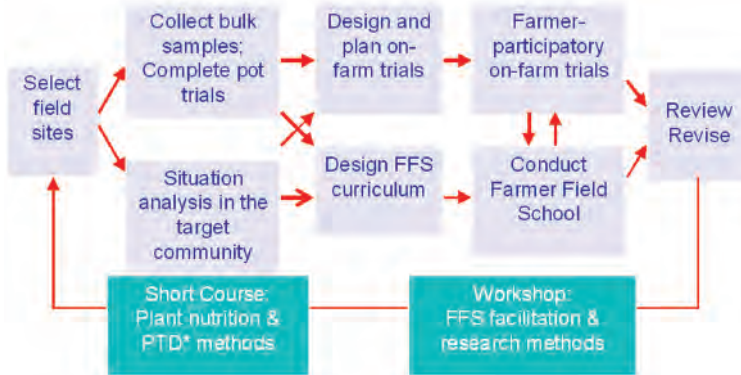 Select
field
sites
Collect bulk
samples;
Complete pot
trials
Situation
analysis in the
target
community
Design and
plan on-
farm trials
Design FFS
curriculum
Farmer-
participatory
on-farm trials
Conduct
Farmer Field
School
Review
Revise
Short Course:
Plant nutrition &
PTD* methods
Workshop:
FFS facilitation &
research methods